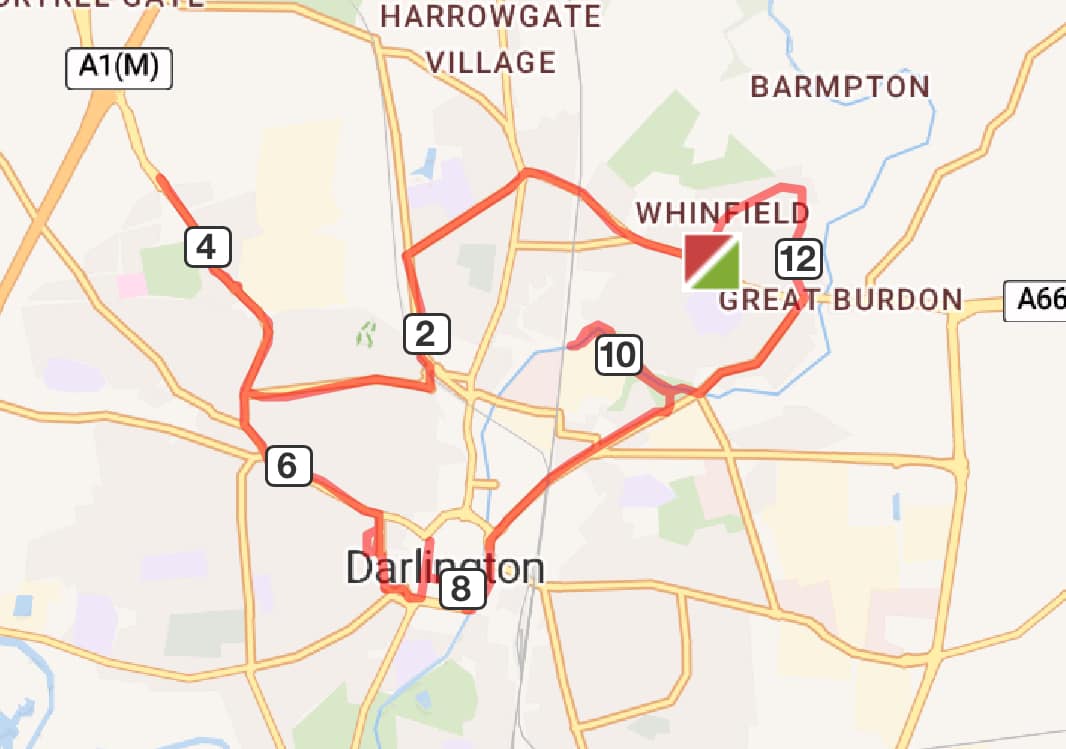 HARROWGATE
VILLAGE
A1(M)
BARMPTON
WHINFIELD
4
12
GREAT BURDON
A66
2
10
6
Darlington
8